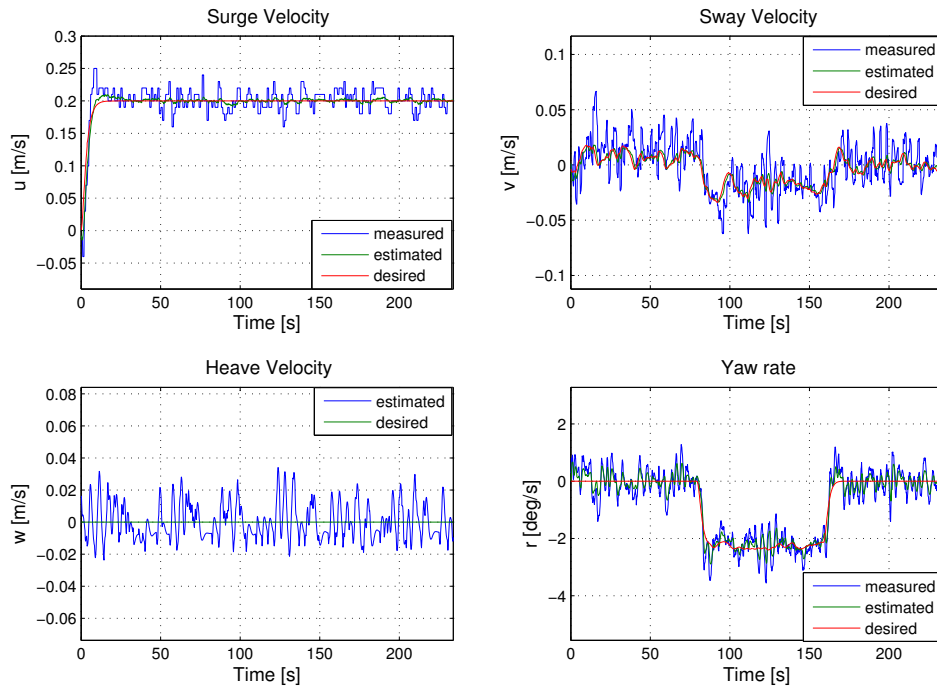 Surge Velocity
0.3
0.25
0.2
0.15
0.1
0.05
0
−0.05
u [m/s]
measured
estimated
desired
0 50 100 150 200
Time [s]
Sway Velocity
0.1
0.05
0
−0.05
−0.1
v [m/s]
measured
estimated
desired
0 50 100 150 200
Time [s]
Heave Velocity
0.08
0.06
0.04
0.02
0
−0.02
−0.04
−0.06
w [m/s]
estimated
desired
0 50 100 150 200
Time [s]
Yaw rate
2
0
−2
−4
r [deg/s]
measured
estimated
desired
0 50 100 150 200
Time [s]